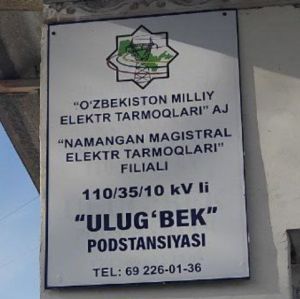 “O‘ZBEKISTON MILLIY
ELEKTR TARMOQLARI” AJ
“NAMANGAN MAGISTRAL
ELEKTR TARMOQLARI”
FILIALI
110/35/10 kV li
“ULUG‘BEK”
PODSTANSIYASI
TEL: 69 226-01-36